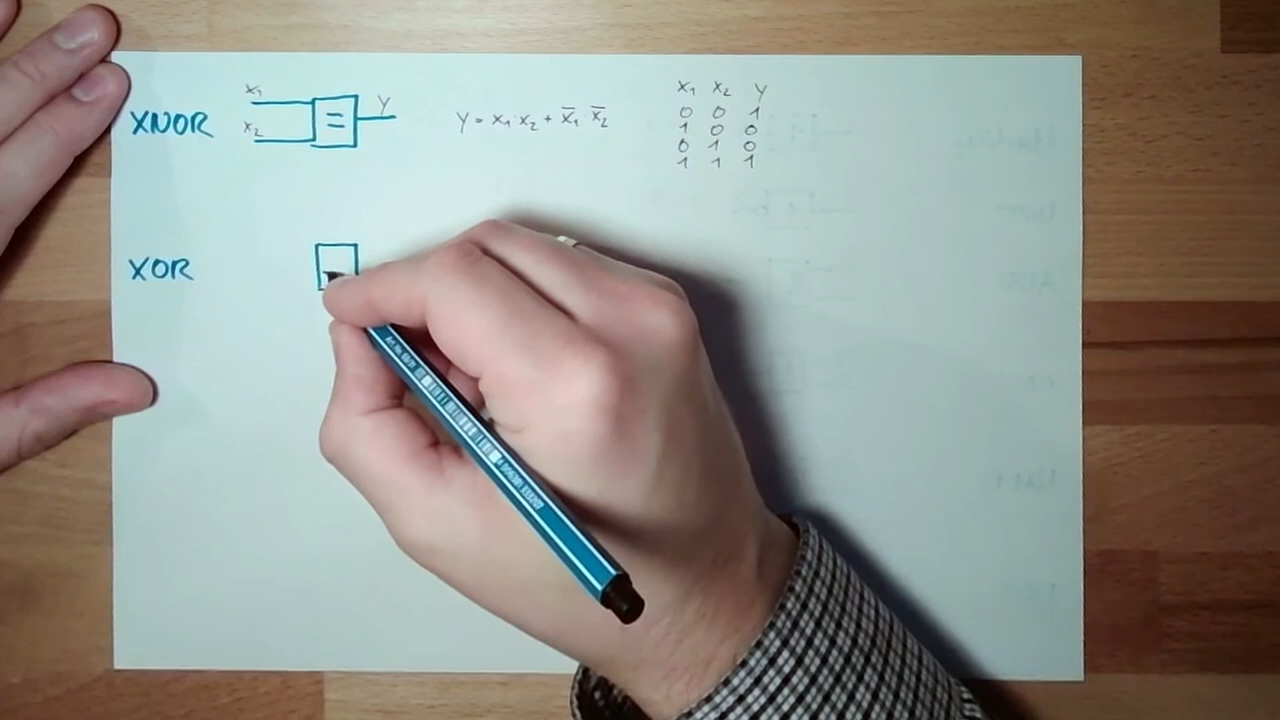 XNOR x₁ x₂ = y
y = x₁·x₂ + x̅₁·x̅₂
x₁ x₂ y
0 0 1
1 0 0
0 1 0
1 1 1
XOR